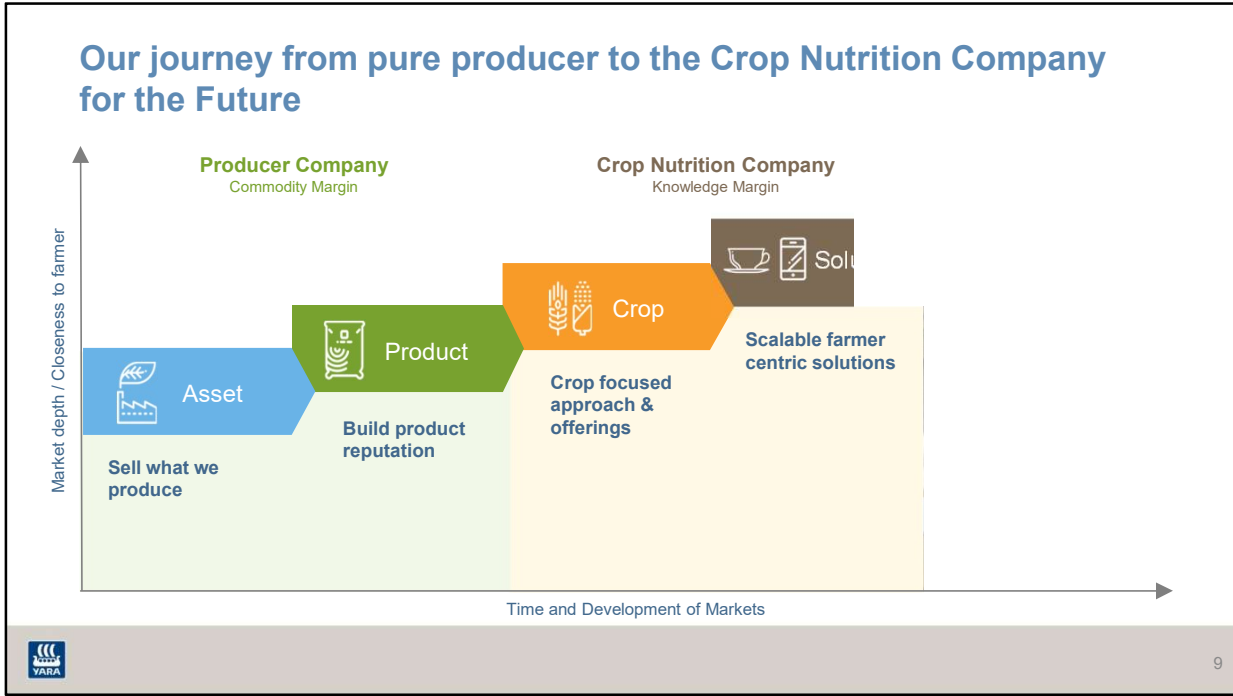 Our journey from pure producer to the Crop Nutrition Company
for the Future
Producer Company
Commodity Margin
Crop Nutrition Company
Knowledge Margin
Market depth / Closeness to farmer
Asset
Product
Crop
Solu
Sell what we
produce
Build product
reputation
Crop focused
approach &
offerings
Scalable farmer
centric solutions
Time and Development of Markets
YARA
9